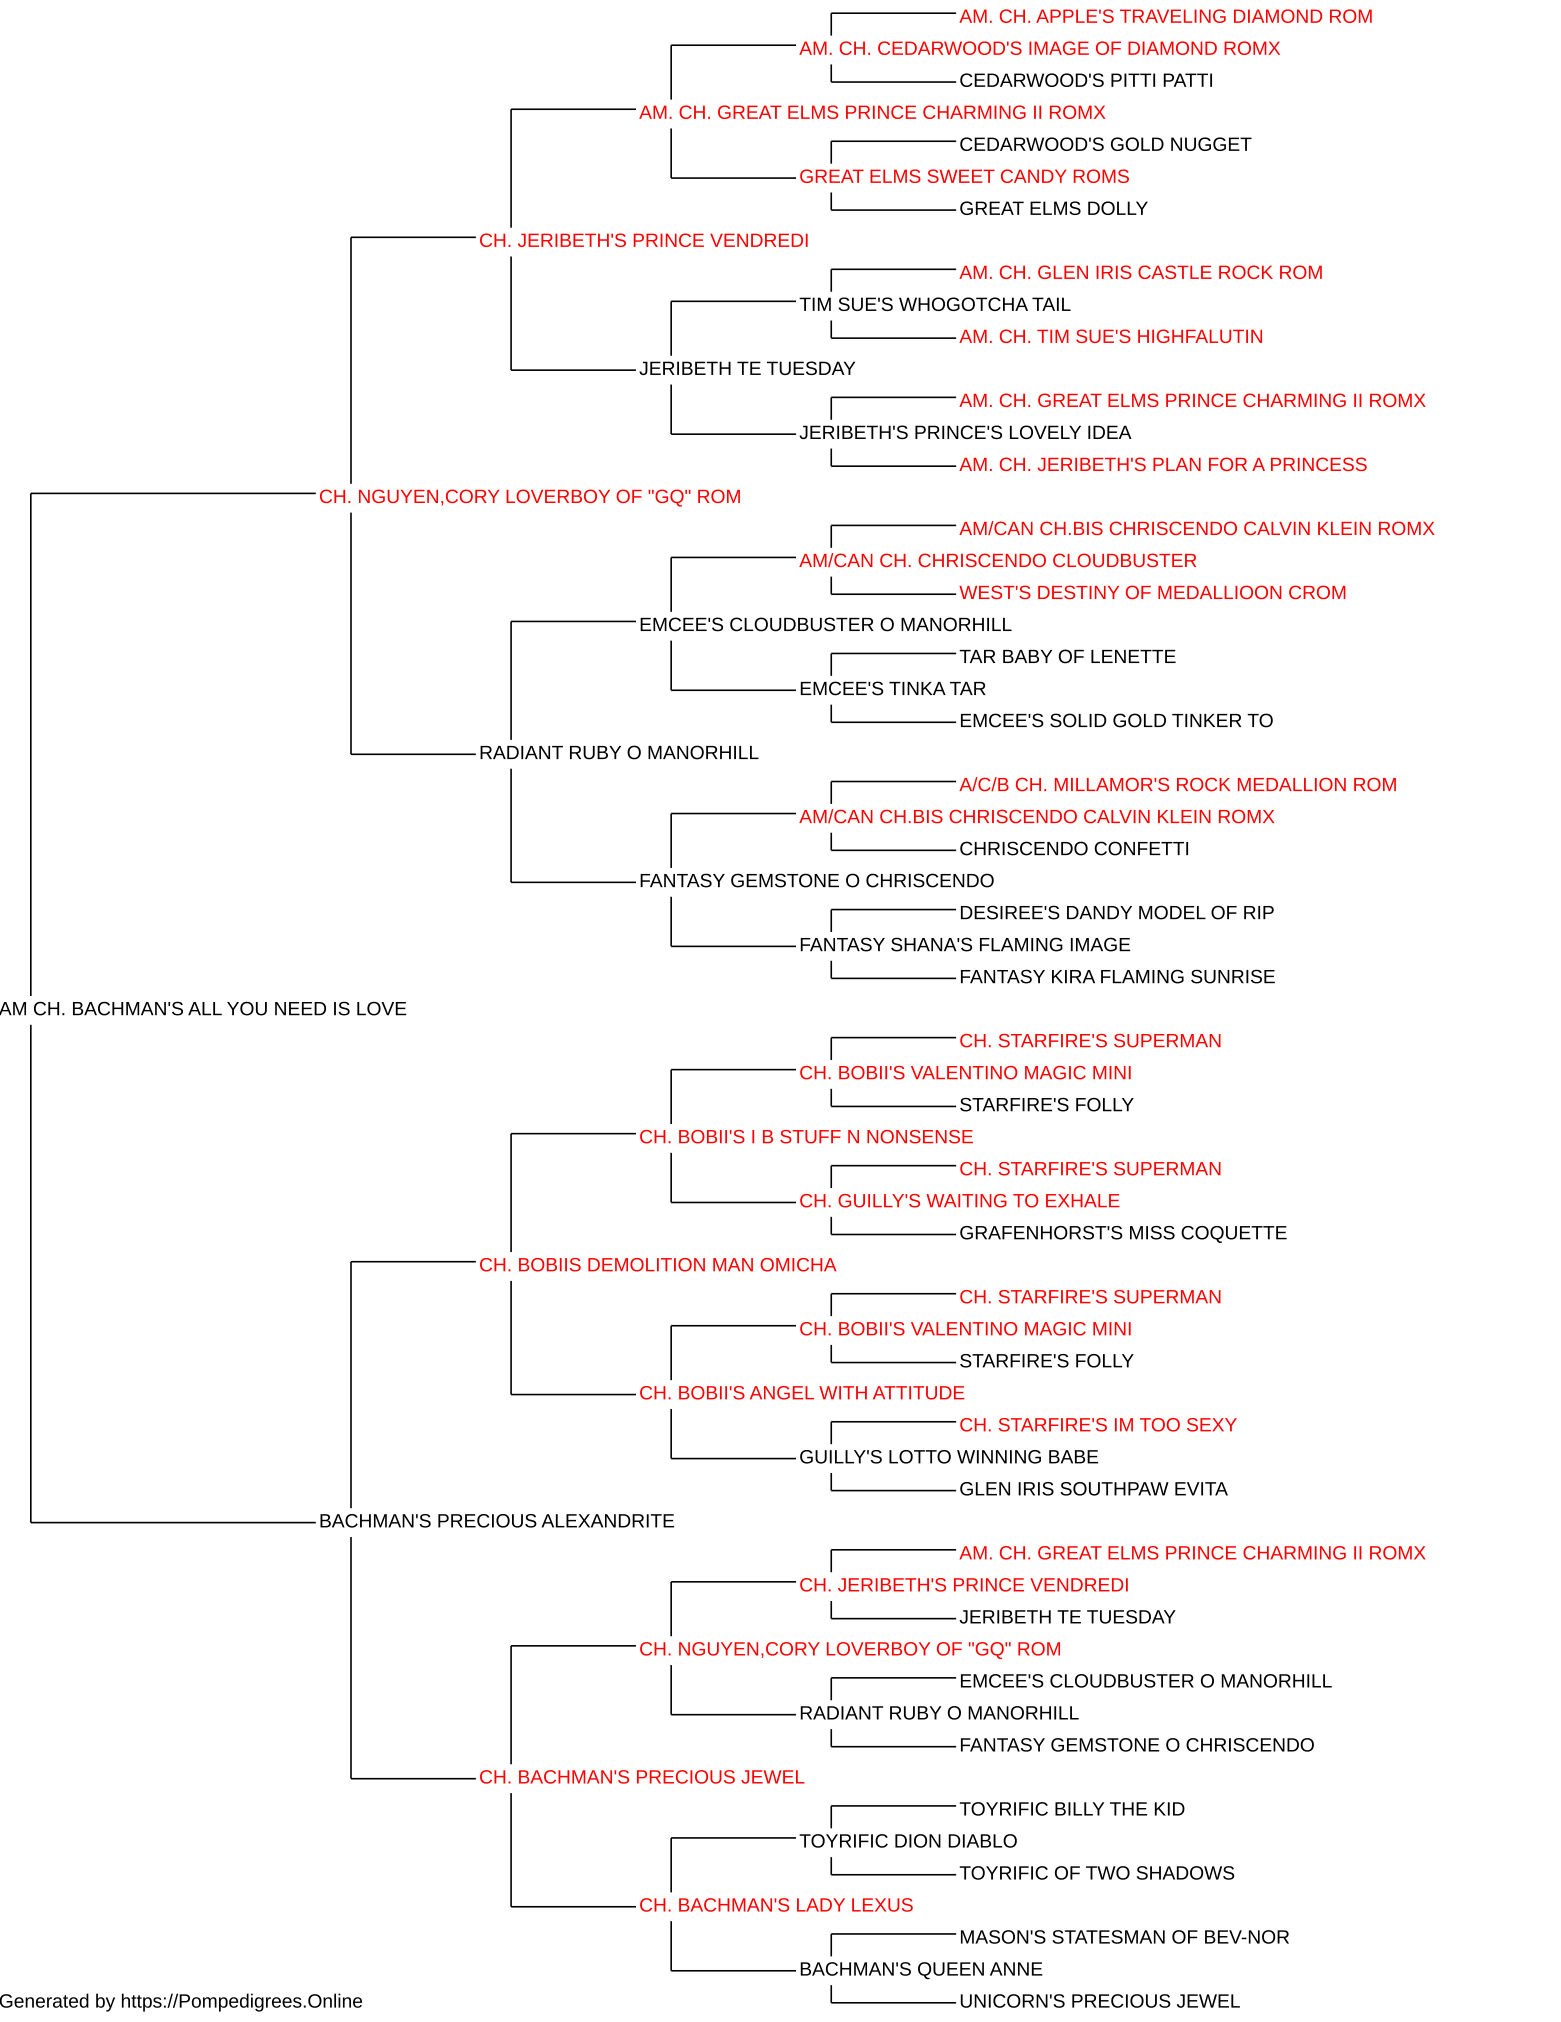 AM. CH. APPLE'S TRAVELING DIAMOND ROM
AM. CH. CEDARWOOD'S IMAGE OF DIAMOND ROMX
CEDARWOOD'S PITTI PATTI
AM. CH. GREAT ELMS PRINCE CHARMING II ROMX
CEDARWOOD'S GOLD NUGGET
GREAT ELMS SWEET CANDY ROMS
GREAT ELMS DOLLY
CH. JERIBETH'S PRINCE VENDREDI
AM. CH. GLEN IRIS CASTLE ROCK ROM
TIM SUE'S WHOGOTCHA TAIL
AM. CH. TIM SUE'S HIGHFALUTIN
JERIBETH TE TUESDAY
AM. CH. GREAT ELMS PRINCE CHARMING II ROMX
JERIBETH'S PRINCE'S LOVELY IDEA
AM. CH. JERIBETH'S PLAN FOR A PRINCESS
CH. NGUYEN,CORY LOVERBOY OF "GQ" ROM
AM/CAN CH.BIS CHRISCENDO CALVIN KLEIN ROMX
AM/CAN CH. CHRISCENDO CLOUDBUSTER
WEST'S DESTINY OF MEDALLIOON CROM
EMCEE'S CLOUDBUSTER O MANORHILL
TAR BABY OF LENETTE
EMCEE'S TINKA TAR
EMCEE'S SOLID GOLD TINKER TO
RADIANT RUBY O MANORHILL
A/C/B CH. MILLAMOR'S ROCK MEDALLION ROM
AM/CAN CH.BIS CHRISCENDO CALVIN KLEIN ROMX
CHRISCENDO CONFETTI
FANTASY GEMSTONE O CHRISCENDO
DESIREE'S DANDY MODEL OF RIP
FANTASY SHANA'S FLAMING IMAGE
FANTASY KIRA FLAMING SUNRISE
AM CH. BACHMAN'S ALL YOU NEED IS LOVE
CH. STARFIRE'S SUPERMAN
CH. BOBII'S VALENTINO MAGIC MINI
STARFIRE'S FOLLY
CH. BOBII'S I B STUFF N NONSENSE
CH. STARFIRE'S SUPERMAN
CH. GUILLY'S WAITING TO EXHALE
GRAFENHORST'S MISS COQUETTE
CH. BOBIIS DEMOLITION MAN OMICHA
CH. STARFIRE'S SUPERMAN
CH. BOBII'S VALENTINO MAGIC MINI
STARFIRE'S FOLLY
CH. BOBII'S ANGEL WITH ATTITUDE
CH. STARFIRE'S IM TOO SEXY
GUILLY'S LOTTO WINNING BABE
GLEN IRIS SOUTHPAW EVITA
BACHMAN'S PRECIOUS ALEXANDRITE
AM. CH. GREAT ELMS PRINCE CHARMING II ROMX
CH. JERIBETH'S PRINCE VENDREDI
JERIBETH TE TUESDAY
CH. NGUYEN,CORY LOVERBOY OF "GQ" ROM
EMCEE'S CLOUDBUSTER O MANORHILL
RADIANT RUBY O MANORHILL
FANTASY GEMSTONE O CHRISCENDO
CH. BACHMAN'S PRECIOUS JEWEL
TOYRIFIC BILLY THE KID
TOYRIFIC DION DIABLO
TOYRIFIC OF TWO SHADOWS
CH. BACHMAN'S LADY LEXUS
MASON'S STATESMAN OF BEV-NOR
BACHMAN'S QUEEN ANNE
UNICORN'S PRECIOUS JEWEL
Generated by https://Pompedigrees.Online